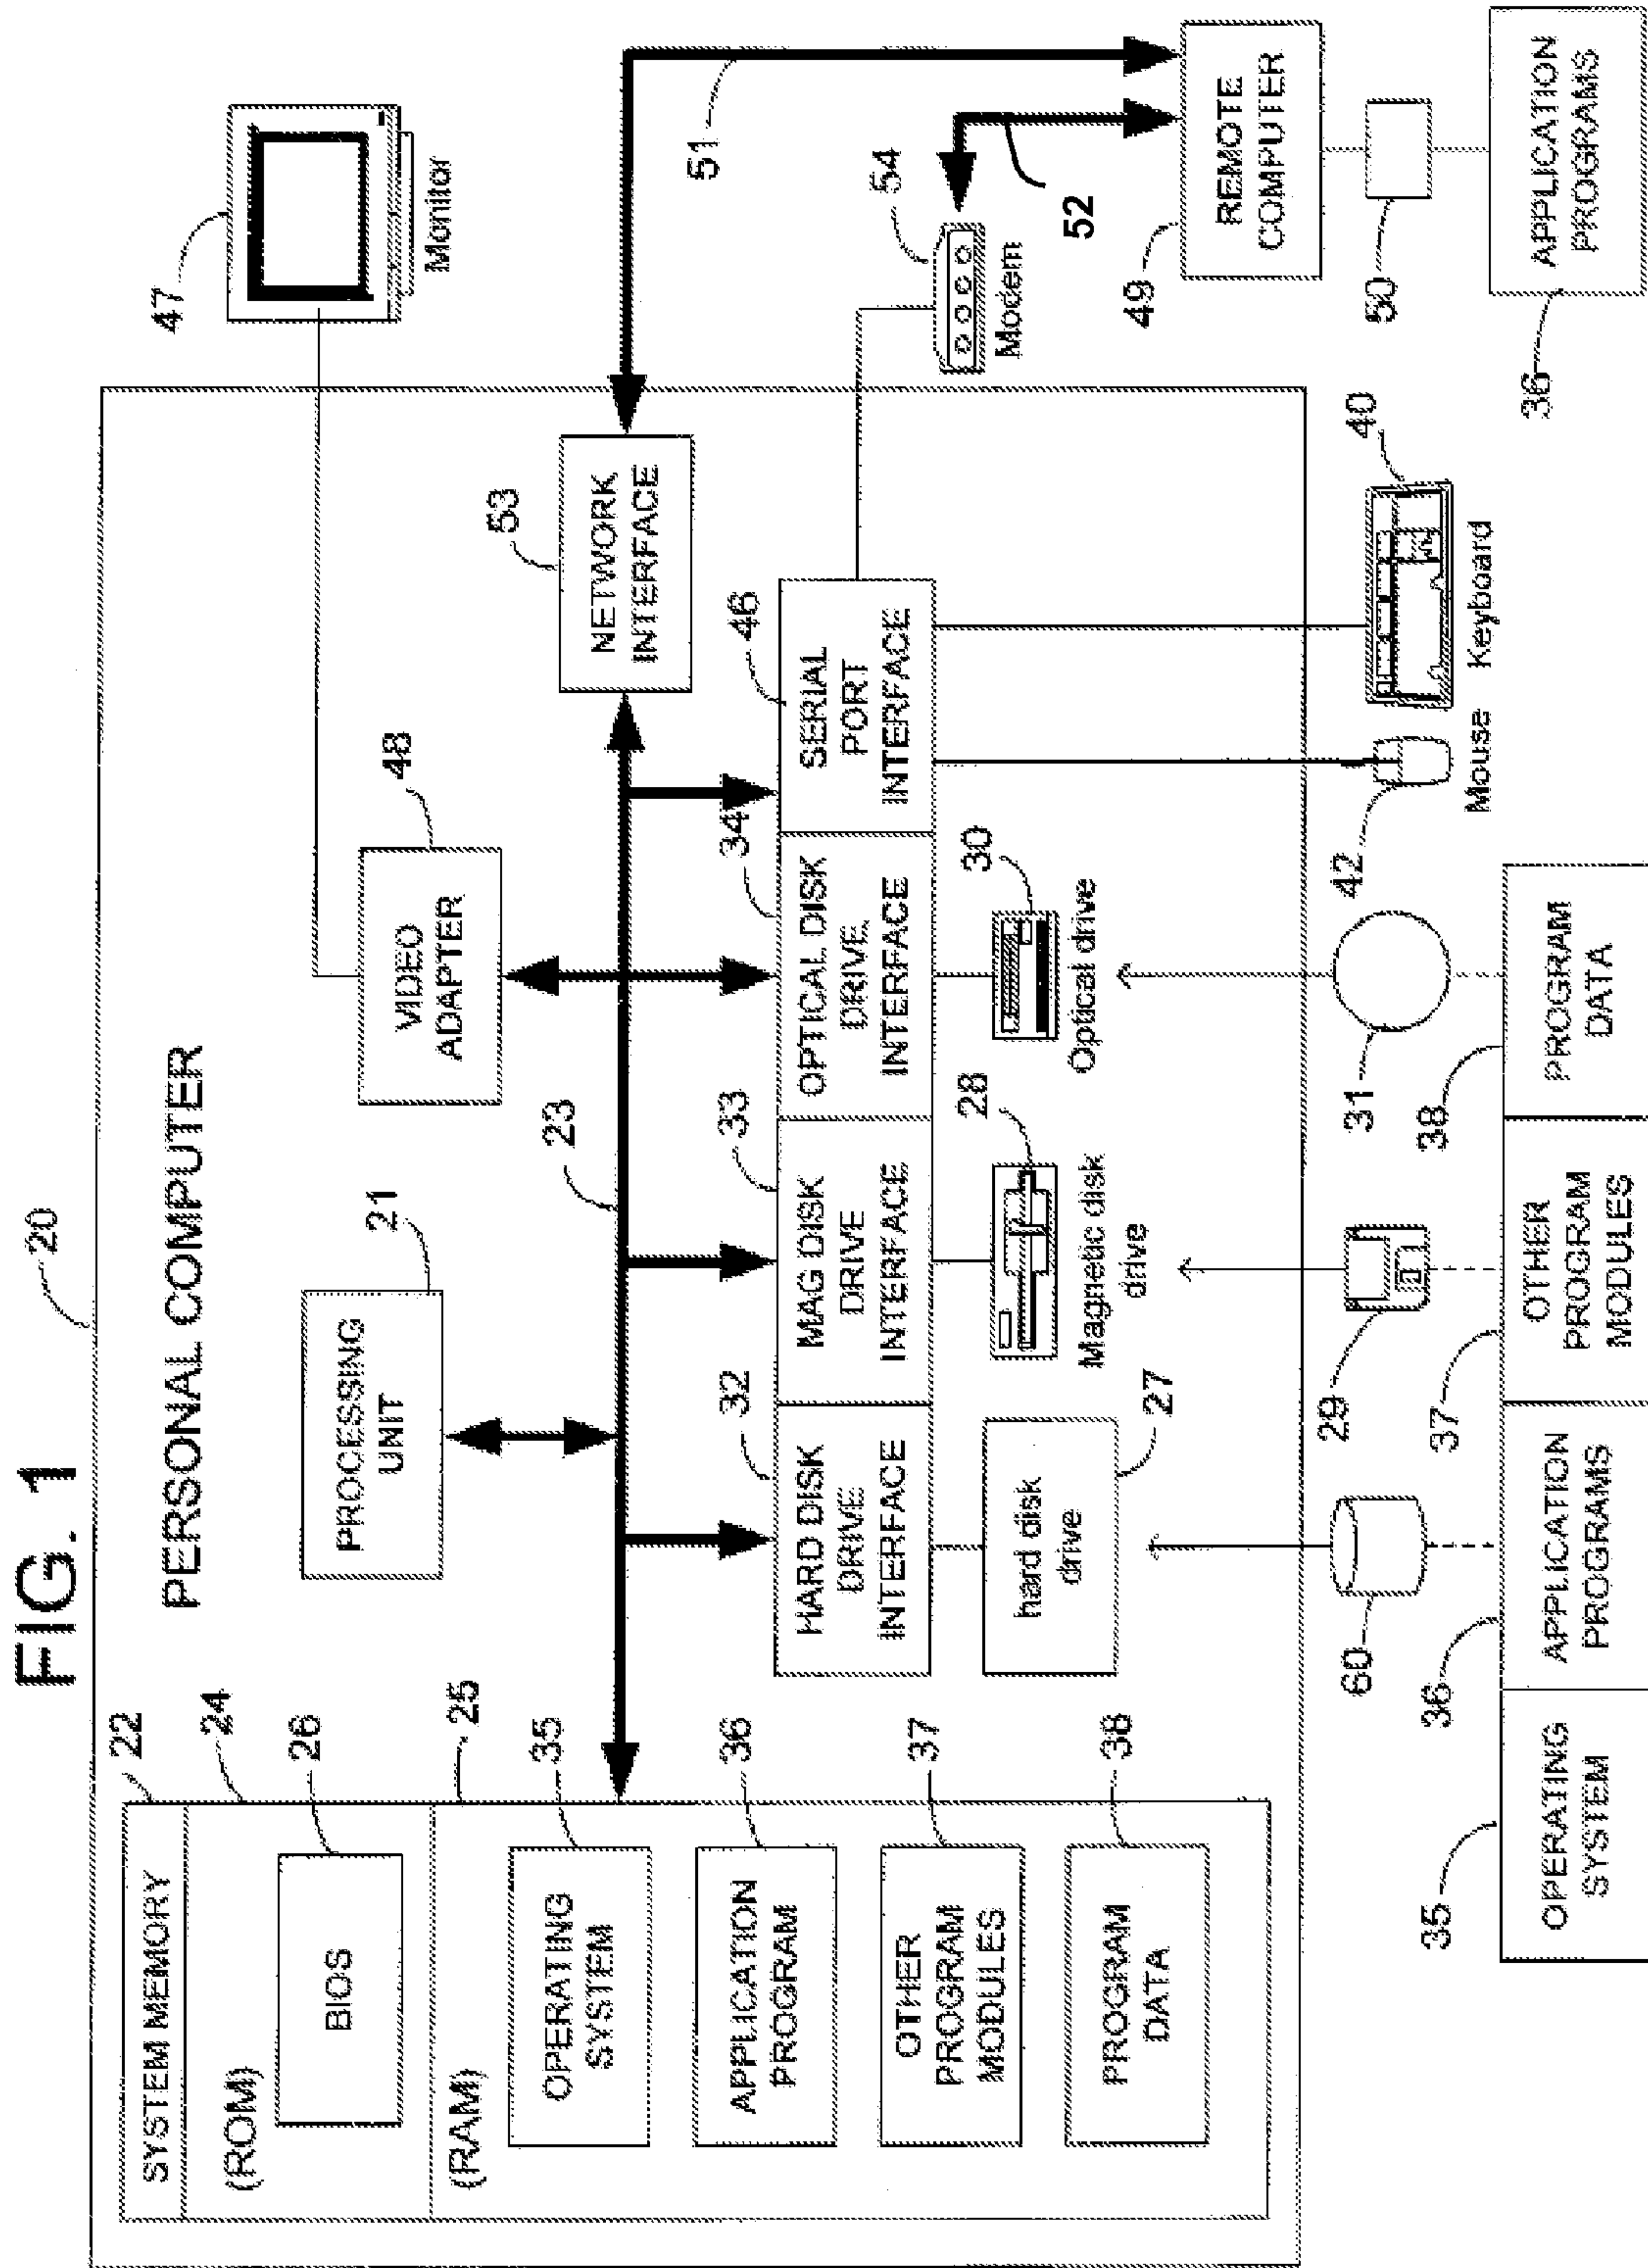 FIG. 1
20
PERSONAL COMPUTER
22
SYSTEM MEMORY
24
(ROM)
26
BIOS
25
(RAM)
35
OPERATING
SYSTEM
36
APPLICATION
PROGRAM
37
OTHER
PROGRAM
MODULES
38
PROGRAM
DATA
21
PROCESSING
UNIT
23
48
VIDEO
ADAPTER
47
Monitor
53
NETWORK
INTERFACE
51
32
HARD DISK
DRIVE
INTERFACE
33
MAG DISK
DRIVE
INTERFACE
34
OPTICAL DISK
DRIVE
INTERFACE
46
SERIAL
PORT
INTERFACE
54
Modem
52
hard disk
drive
27
28
Magnetic disk
drive
30
Optical drive
49
REMOTE
COMPUTER
60
29
31
42
Mouse
40
Keyboard
50
35
OPERATING
SYSTEM
36
APPLICATION
PROGRAMS
37
OTHER
PROGRAM
MODULES
38
PROGRAM
DATA
36
APPLICATION
PROGRAMS